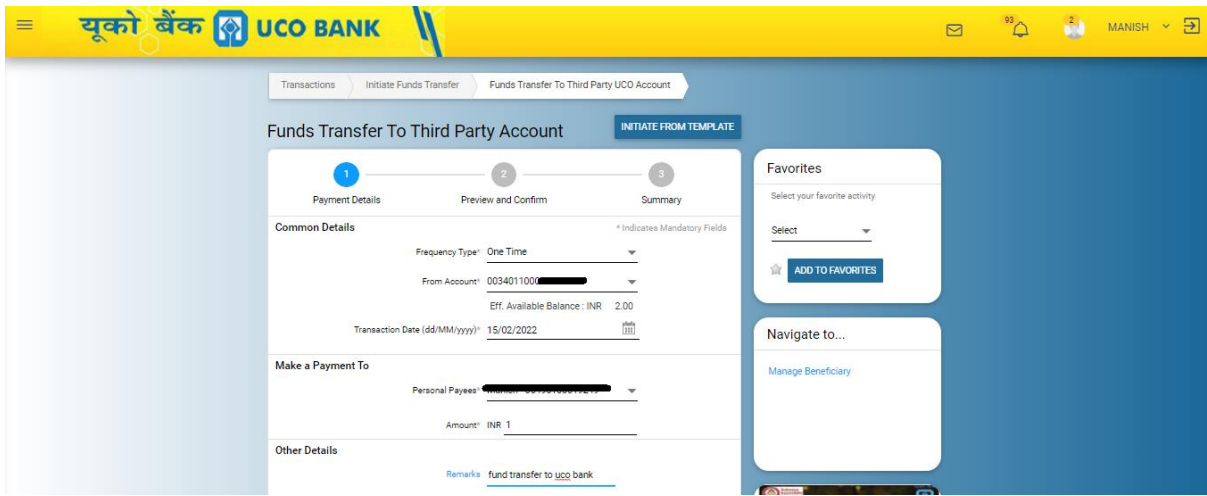 यूको बैंक UCO BANK
93
2
MANISH
Transactions
Initiate Funds Transfer
Funds Transfer To Third Party UCO Account
Funds Transfer To Third Party Account
INITIATE FROM TEMPLATE
1
2
3
Payment Details
Preview and Confirm
Summary
Common Details
* Indicates Mandatory Fields
Frequency Type* One Time
From Account* 0034011000
Eff. Available Balance : INR 2.00
Transaction Date (dd/MM/yyyy)* 15/02/2022
Make a Payment To
Personal Payees*
Amount* INR 1
Other Details
Remarks fund transfer to uco bank
Favorites
Select your favorite activity
Select
ADD TO FAVORITES
Navigate to...
Manage Beneficiary